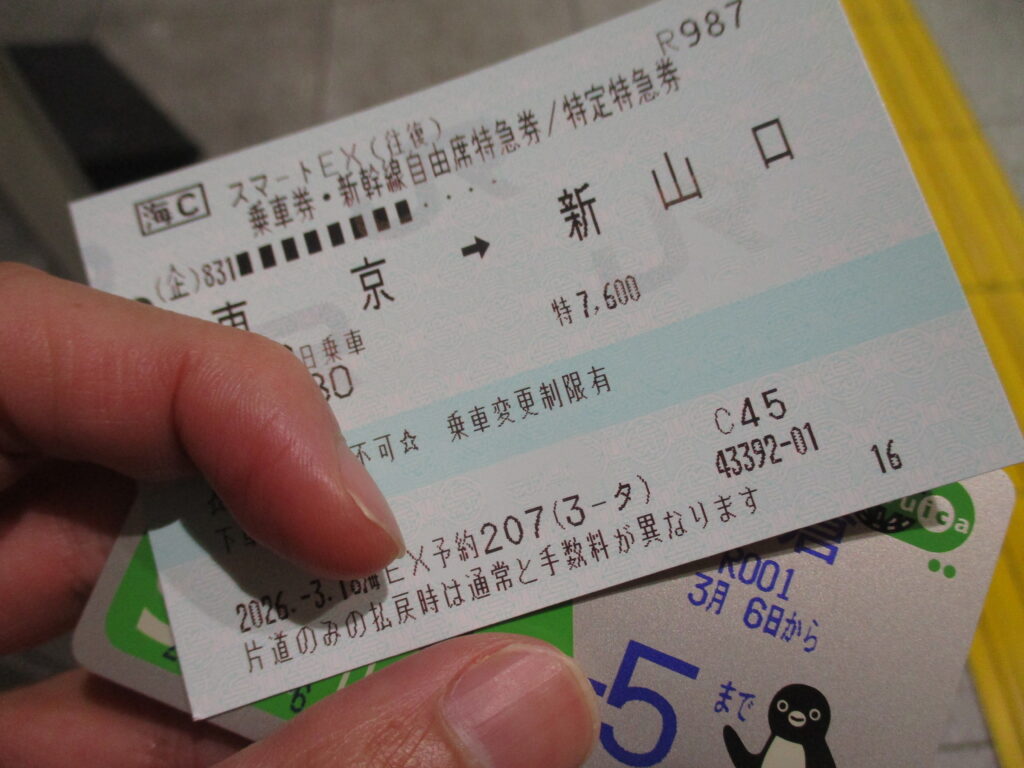 R987
海C スマートEX(往復)
乗車券・新幹線自由席特急券/特定特急券
(企)831■■■■■■■■・・・・
東 京 → 新 山 口
日乗車 特7,600
30
不可☆ 乗車変更制限有
C45
下
EX予約207(3-タ) 43392-01 16
2026.-3.16
片道のみの払戻時は通常と手数料が異なります
uica
R001
3月 6日から
-5 まで